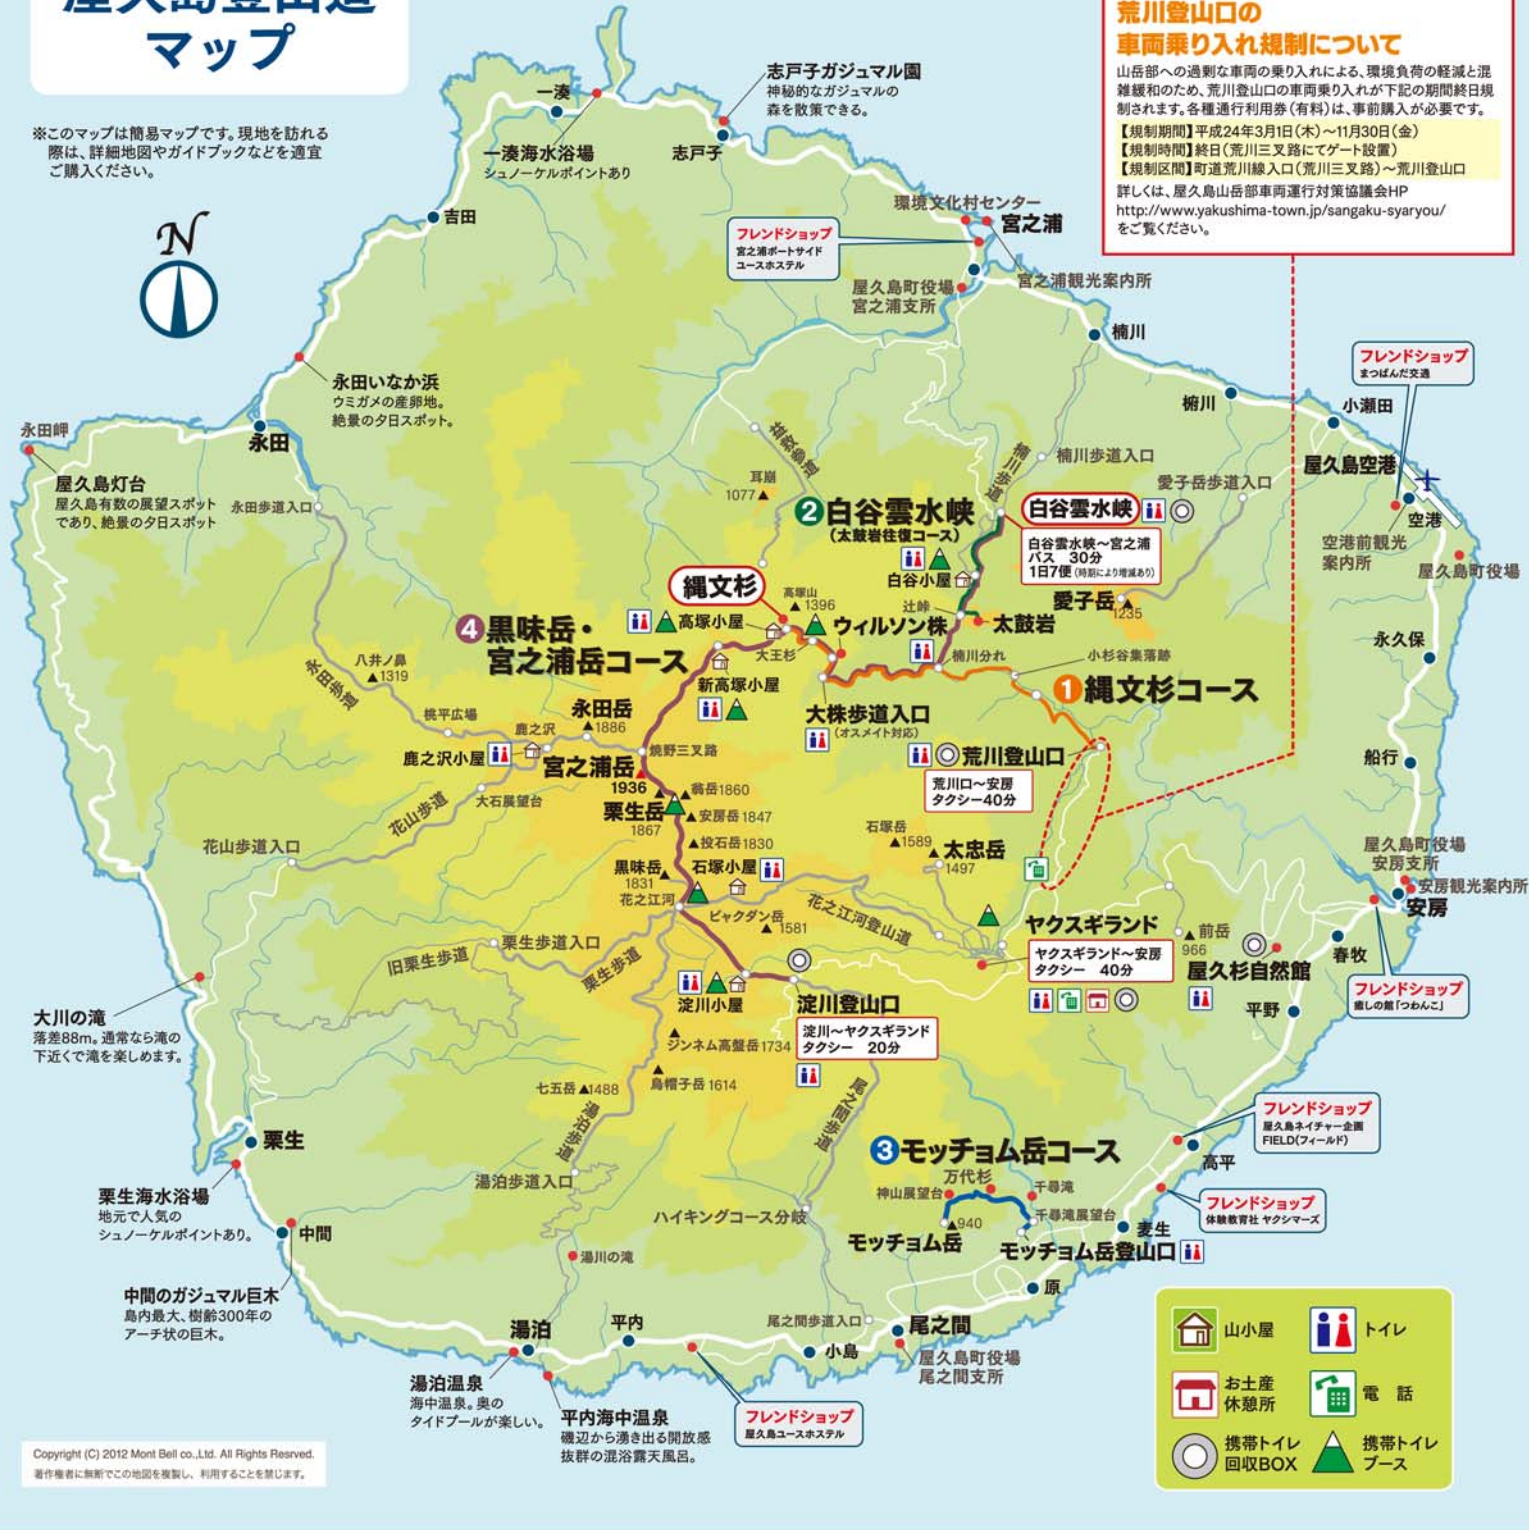 屋久島登山道
マップ
※このマップは簡易マップです。現地を訪れる
際は、詳細地図やガイドブックなどを適宜
ご購入ください。
N
荒川登山口の
車両乗り入れ規制について
山岳部への過剰な車両の乗り入れによる、環境負荷の軽減と混
雑緩和のため、荒川登山口の車両乗り入れが下記の期間終日規
制されます。各種通行利用券(有料)は、事前購入が必要です。
【規制期間】平成24年3月1日(木)～11月30日(金)
【規制時間】終日(荒川三叉路にてゲート設置)
【規制区間】町道荒川線入口(荒川三叉路)～荒川登山口
詳しくは、屋久島山岳部車両運行対策協議会HP
http://www.yakushima-town.jp/sangaku-syaryou/
をご覧ください。
一湊
一湊海水浴場
シュノーケルポイントあり
志戸子ガジュマル園
神秘的なガジュマルの
森を散策できる。
志戸子
吉田
環境文化村センター
宮之浦
フレンドショップ
宮之浦ポートサイド
ユースホステル
屋久島町役場
宮之浦支所
宮之浦観光案内所
楠川
フレンドショップ
まつばんだ交通
椨川
小瀬田
永田いなか浜
ウミガメの産卵地。
絶景の夕日スポット。
永田岬
永田
屋久島灯台
屋久島有数の展望スポット
であり、絶景の夕日スポット
永田歩道入口
益救参道
耳崩
1077
楠川歩道
楠川歩道入口
愛子岳歩道入口
屋久島空港
空港
空港前観光
案内所
屋久島町役場
②白谷雲水峡
(太鼓岩往復コース)
白谷雲水峡
白谷雲水峡～宮之浦
バス 30分
1日7便(時期により増減あり)
白谷小屋
愛子岳
1235
辻峠
太鼓岩
縄文杉
高塚山
1396
高塚小屋
ウィルソン株
大王杉
④黒味岳・
宮之浦岳コース
新高塚小屋
楠川分れ
小杉谷集落跡
①縄文杉コース
大株歩道入口
(オスメイト対応)
永久保
八井ノ鼻
1319
永田歩道
桃平広場
鹿之沢
永田岳
1886
鹿之沢小屋
宮之浦岳
1936
焼野三叉路
荒川登山口
荒川口～安房
タクシー40分
船行
大石展望台
花山歩道
花山歩道入口
栗生岳
1867
翁岳1860
安房岳1847
投石岳1830
石塚岳
1589
太忠岳
1497
黒味岳
1831
石塚小屋
花之江河
ビャクダン岳
1581
花之江河登山道
屋久島町役場
安房支所
安房観光案内所
安房
ヤクスギランド
ヤクスギランド～安房
タクシー 40分
前岳
966
屋久杉自然館
春牧
フレンドショップ
癒しの館「つわんこ」
平野
旧栗生歩道
栗生歩道入口
栗生歩道
淀川小屋
淀川登山口
淀川～ヤクスギランド
タクシー 20分
大川の滝
落差88m。通常なら滝の
下近くで滝を楽しめます。
ジンネム高盤岳1734
烏帽子岳 1614
七五岳 1488
湯泊歩道
湯泊歩道入口
尾之間歩道
フレンドショップ
屋久島ネイチャー企画
FIELD(フィールド)
高平
栗生
栗生海水浴場
地元で人気の
シュノーケルポイントあり。
③モッチョム岳コース
万代杉
神山展望台
千尋滝
千尋滝展望台
940
モッチョム岳
モッチョム岳登山口
フレンドショップ
体験教育社 ヤクシマーズ
麦生
ハイキングコース分岐
中間
中間のガジュマル巨木
島内最大、樹齢300年の
アーチ状の巨木。
湯川の滝
原
湯泊
平内
尾之間歩道入口
尾之間
小島
屋久島町役場
尾之間支所
湯泊温泉
海中温泉。奥の
タイドプールが楽しい。
平内海中温泉
磯辺から湧き出る開放感
抜群の混浴露天風呂。
フレンドショップ
屋久島ユースホステル
山小屋
トイレ
お土産
休憩所
電話
携帯トイレ
回収BOX
携帯トイレ
ブース
Copyright (C) 2012 Mont Bell co.,Ltd. All Rights Resrved.
著作権者に無断でこの地図を複製し、利用することを禁じます。